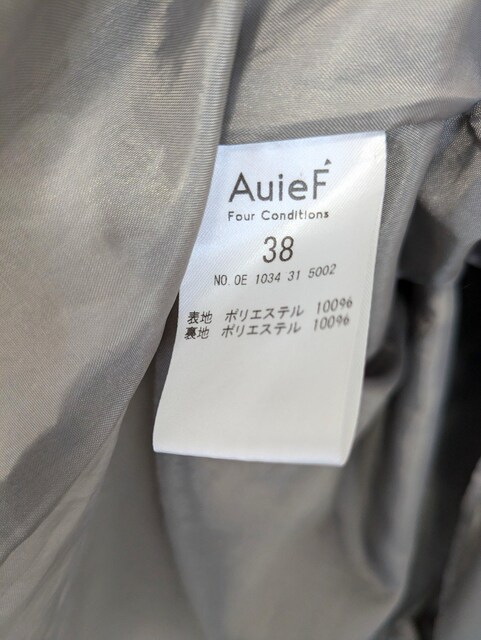 AuieF
Four Conditions
38
NO.OE 1034 31 5002
表地 ポリエステル 100%
裏地 ポリエステル 100%